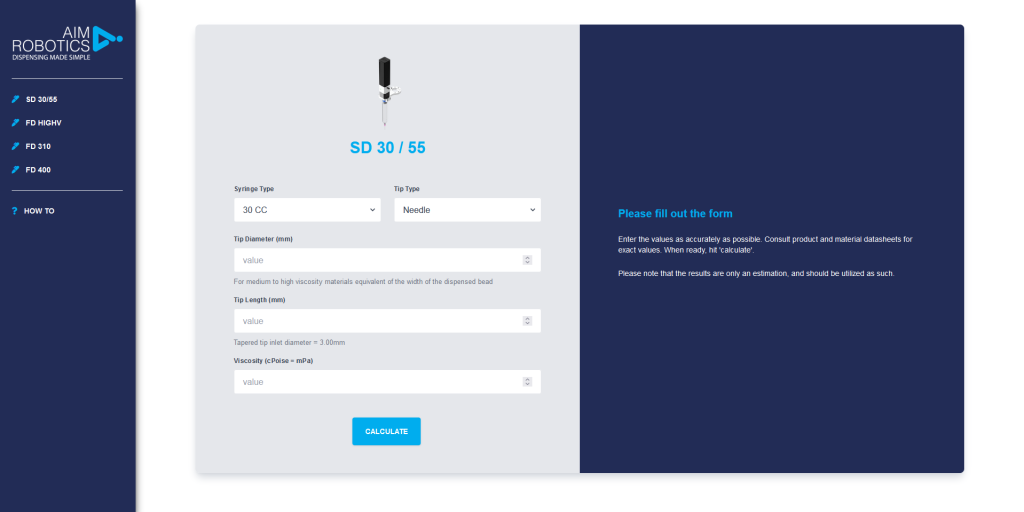 AIM
ROBOTICS
DISPENSING MADE SIMPLE
SD 30/55
FD HIGHV
FD 310
FD 400
? HOW TO
SD 30 / 55
Syringe Type
Tip Type
30 CC
Needle
Tip Diameter (mm)
value
For medium to high viscosity materials equivalent of the width of the dispensed bead
Tip Length (mm)
value
Tapered tip inlet diameter = 3.00mm
Viscosity (cPoise = mPa)
value
CALCULATE
Please fill out the form
Enter the values as accurately as possible. Consult product and material datasheets for
exact values. When ready, hit 'calculate'.
Please note that the results are only an estimation, and should be utilized as such.